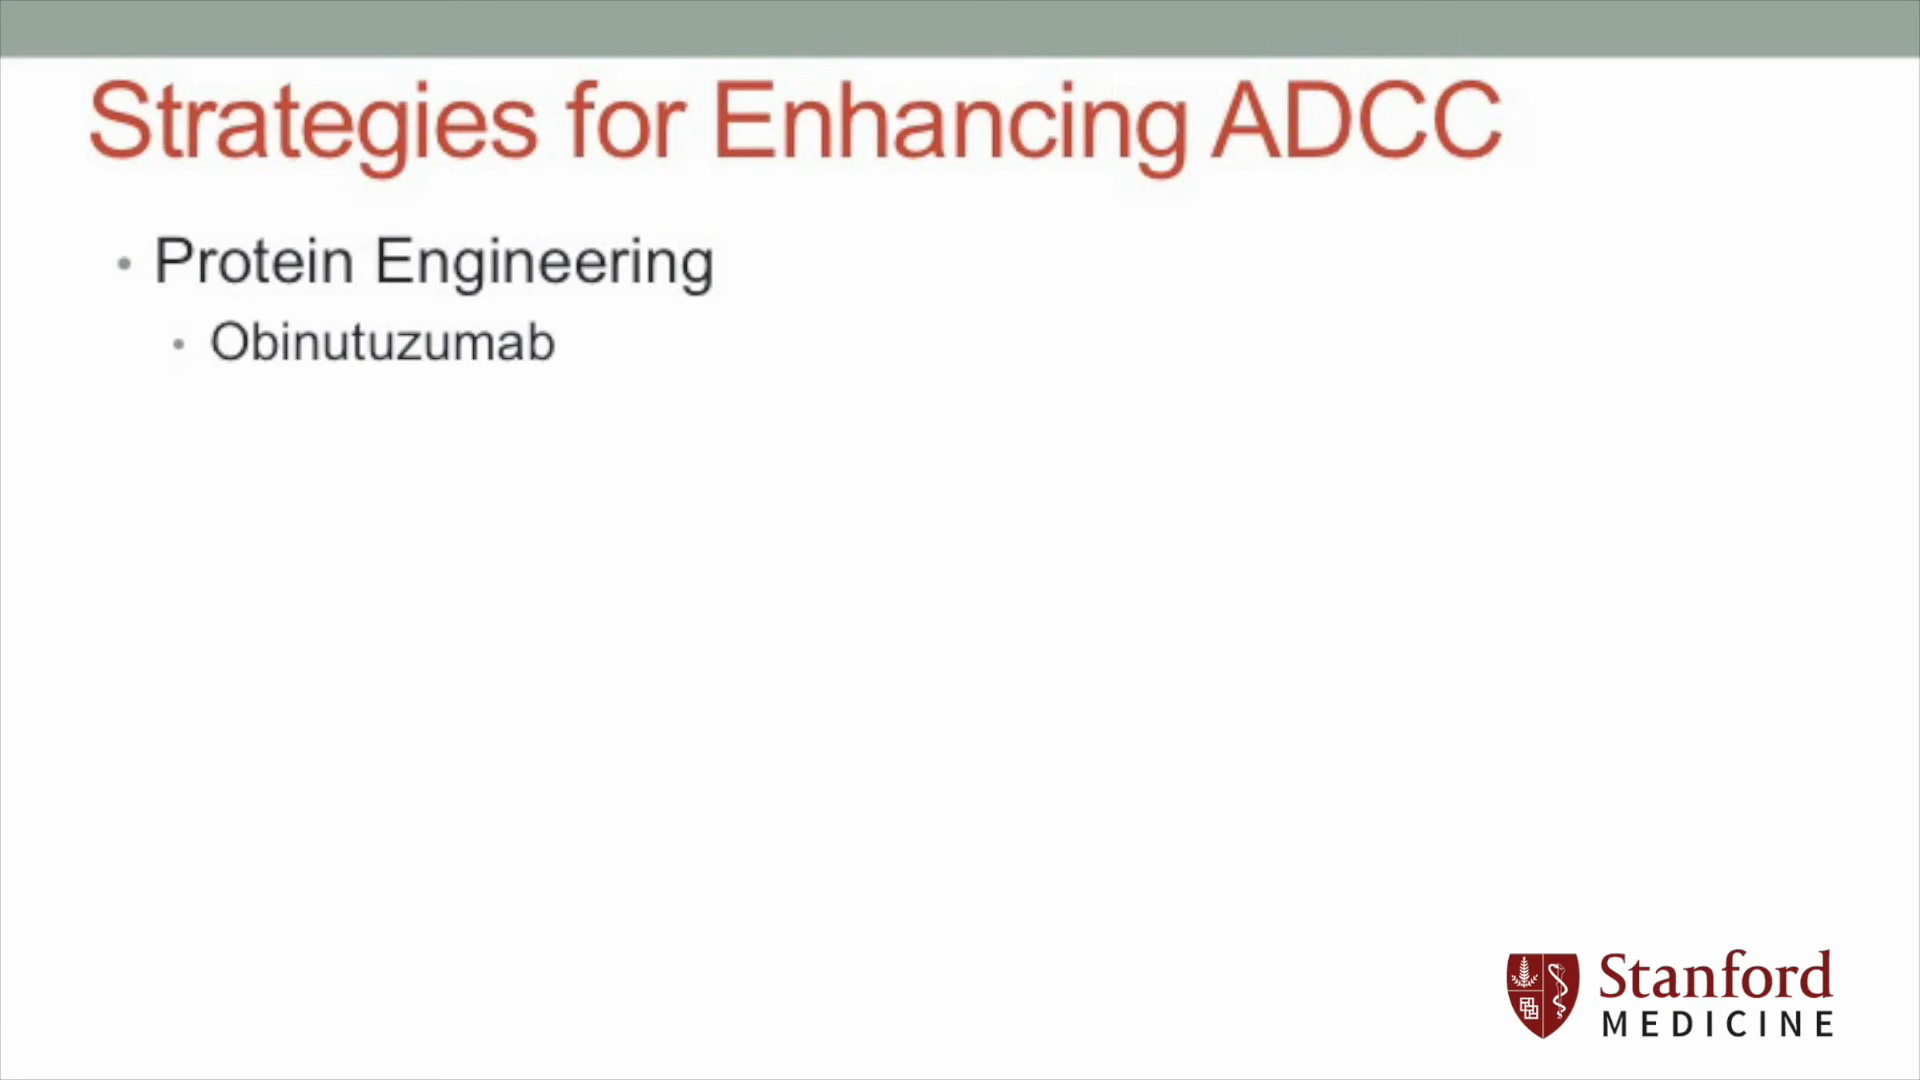 Strategies for Enhancing ADCC
• Protein Engineering
• Obinutuzumab
Stanford
MEDICINE